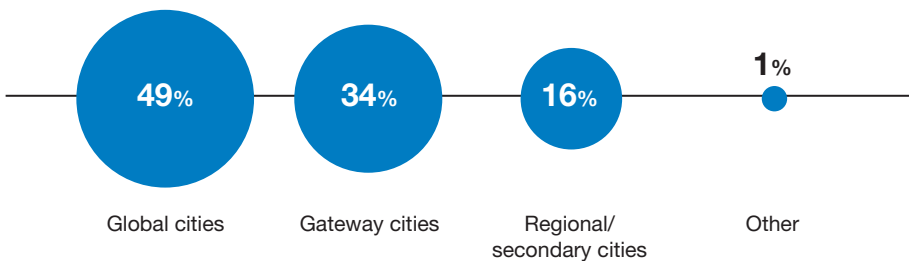 49%
34%
16%
1%
Global cities
Gateway cities
Regional/
secondary cities
Other